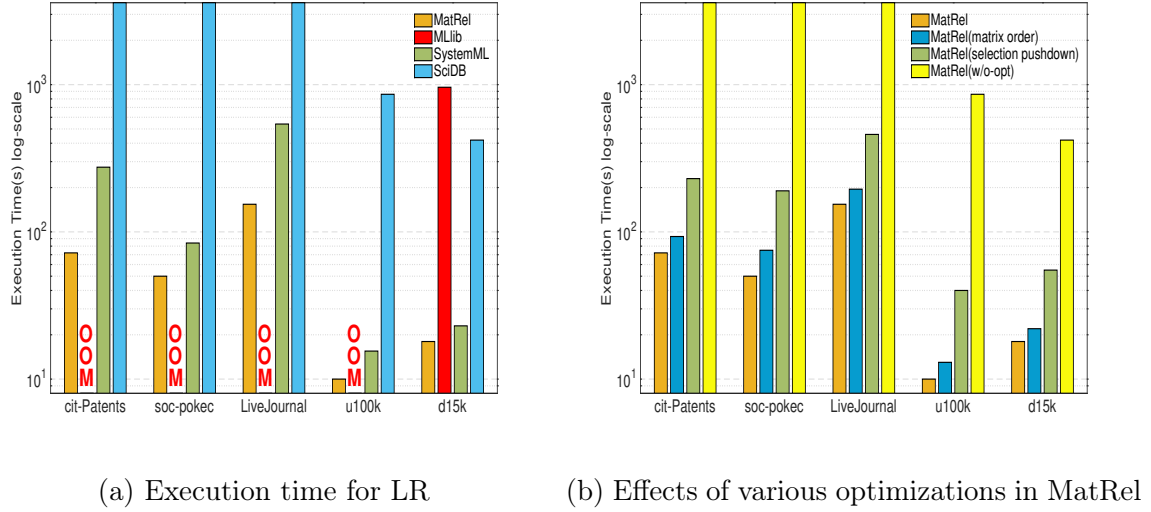 MatRel
MLlib
SystemML
SciDB
Execution Time(s) log-scale
10^3
10^2
10^1
O O O O
O O O O
M M M M
cit-Patents soc-pokec LiveJournal u100k d15k
(a) Execution time for LR
MatRel
MatRel(matrix order)
MatRel(selection pushdown)
MatRel(w/o-opt)
Execution Time(s) log-scale
10^3
10^2
10^1
cit-Patents soc-pokec LiveJournal u100k d15k
(b) Effects of various optimizations in MatRel